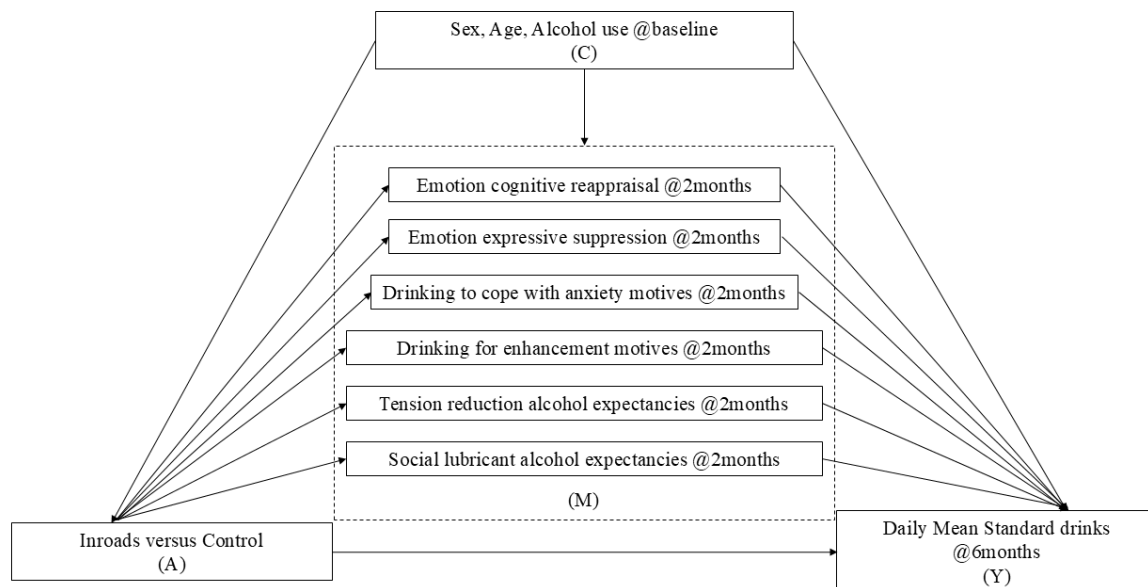 Sex, Age, Alcohol use @baseline
(C)
Emotion cognitive reappraisal @2months
Emotion expressive suppression @2months
Drinking to cope with anxiety motives @2months
Drinking for enhancement motives @2months
Tension reduction alcohol expectancies @2months
Social lubricant alcohol expectancies @2months
(M)
Inroads versus Control
(A)
Daily Mean Standard drinks
@6months
(Y)